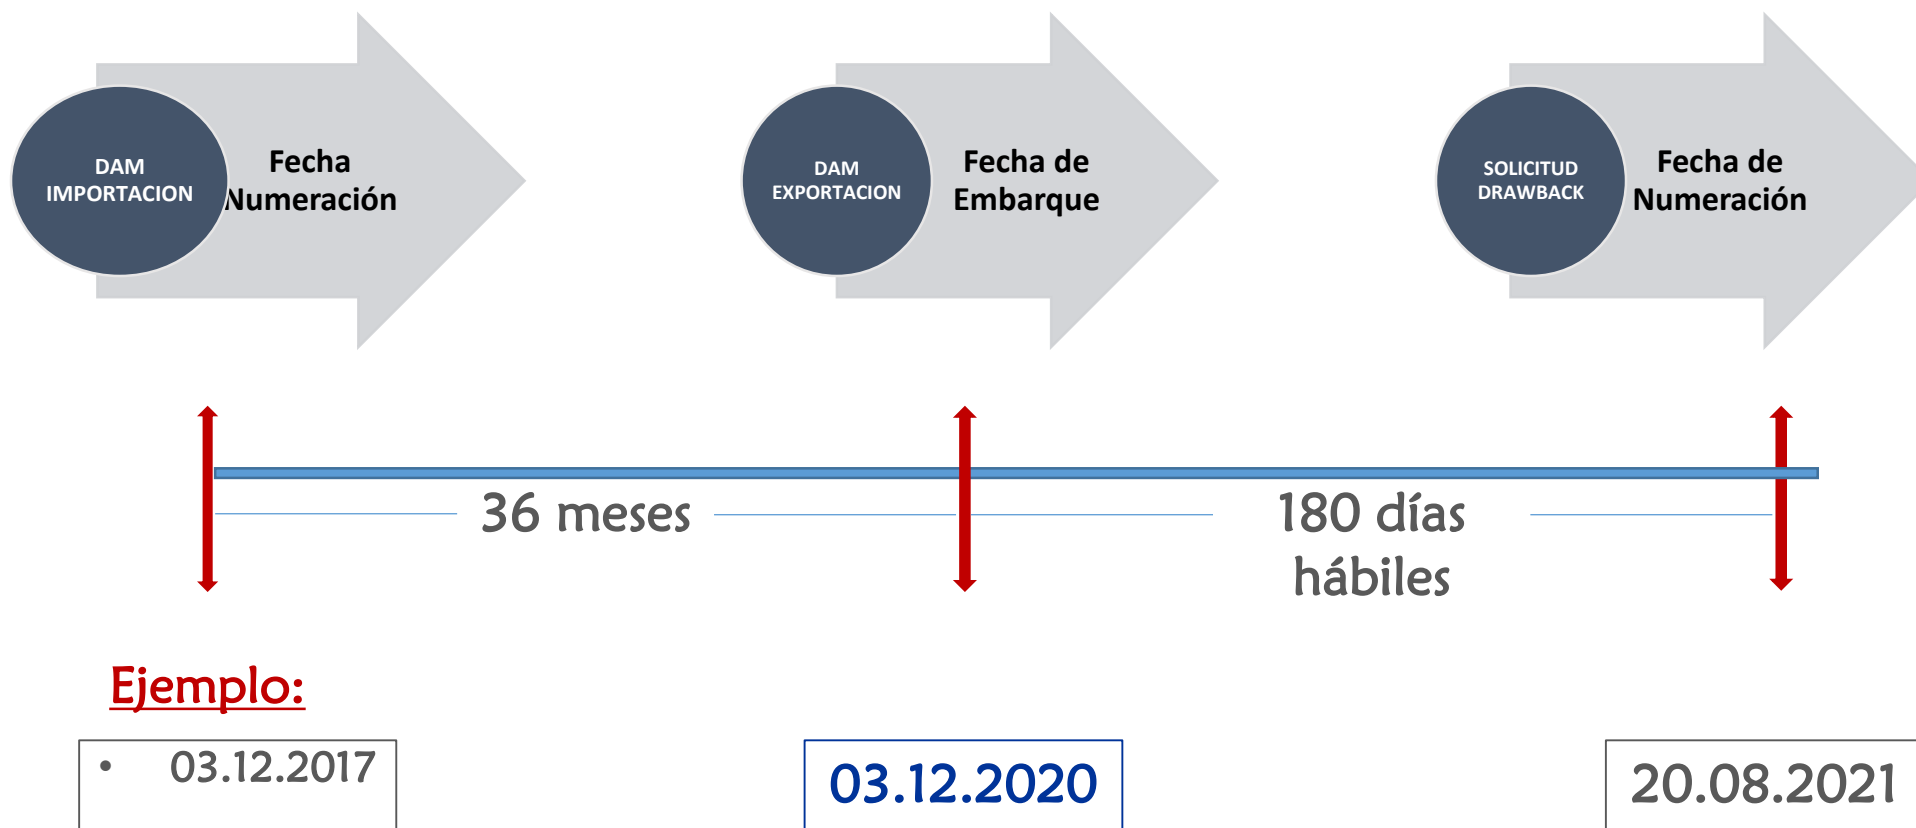 DAM
IMPORTACION
Fecha
Numeración
DAM
EXPORTACION
Fecha de
Embarque
SOLICITUD
DRAWBACK
Fecha de
Numeración
36 meses
180 días
hábiles
Ejemplo:
• 03.12.2017
03.12.2020
20.08.2021